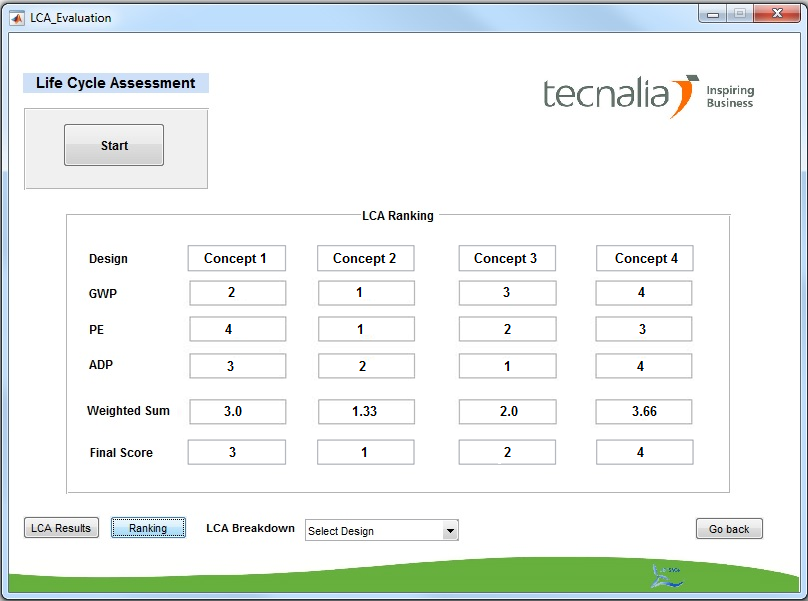 LCA_Evaluation
Life Cycle Assessment
tecnalia Inspiring
Business
Start
LCA Ranking
Design Concept 1 Concept 2 Concept 3 Concept 4
GWP 2 1 3 4
PE 4 1 2 3
ADP 3 2 1 4
Weighted Sum 3.0 1.33 2.0 3.66
Final Score 3 1 2 4
LCA Results Ranking LCA Breakdown Select Design Go back